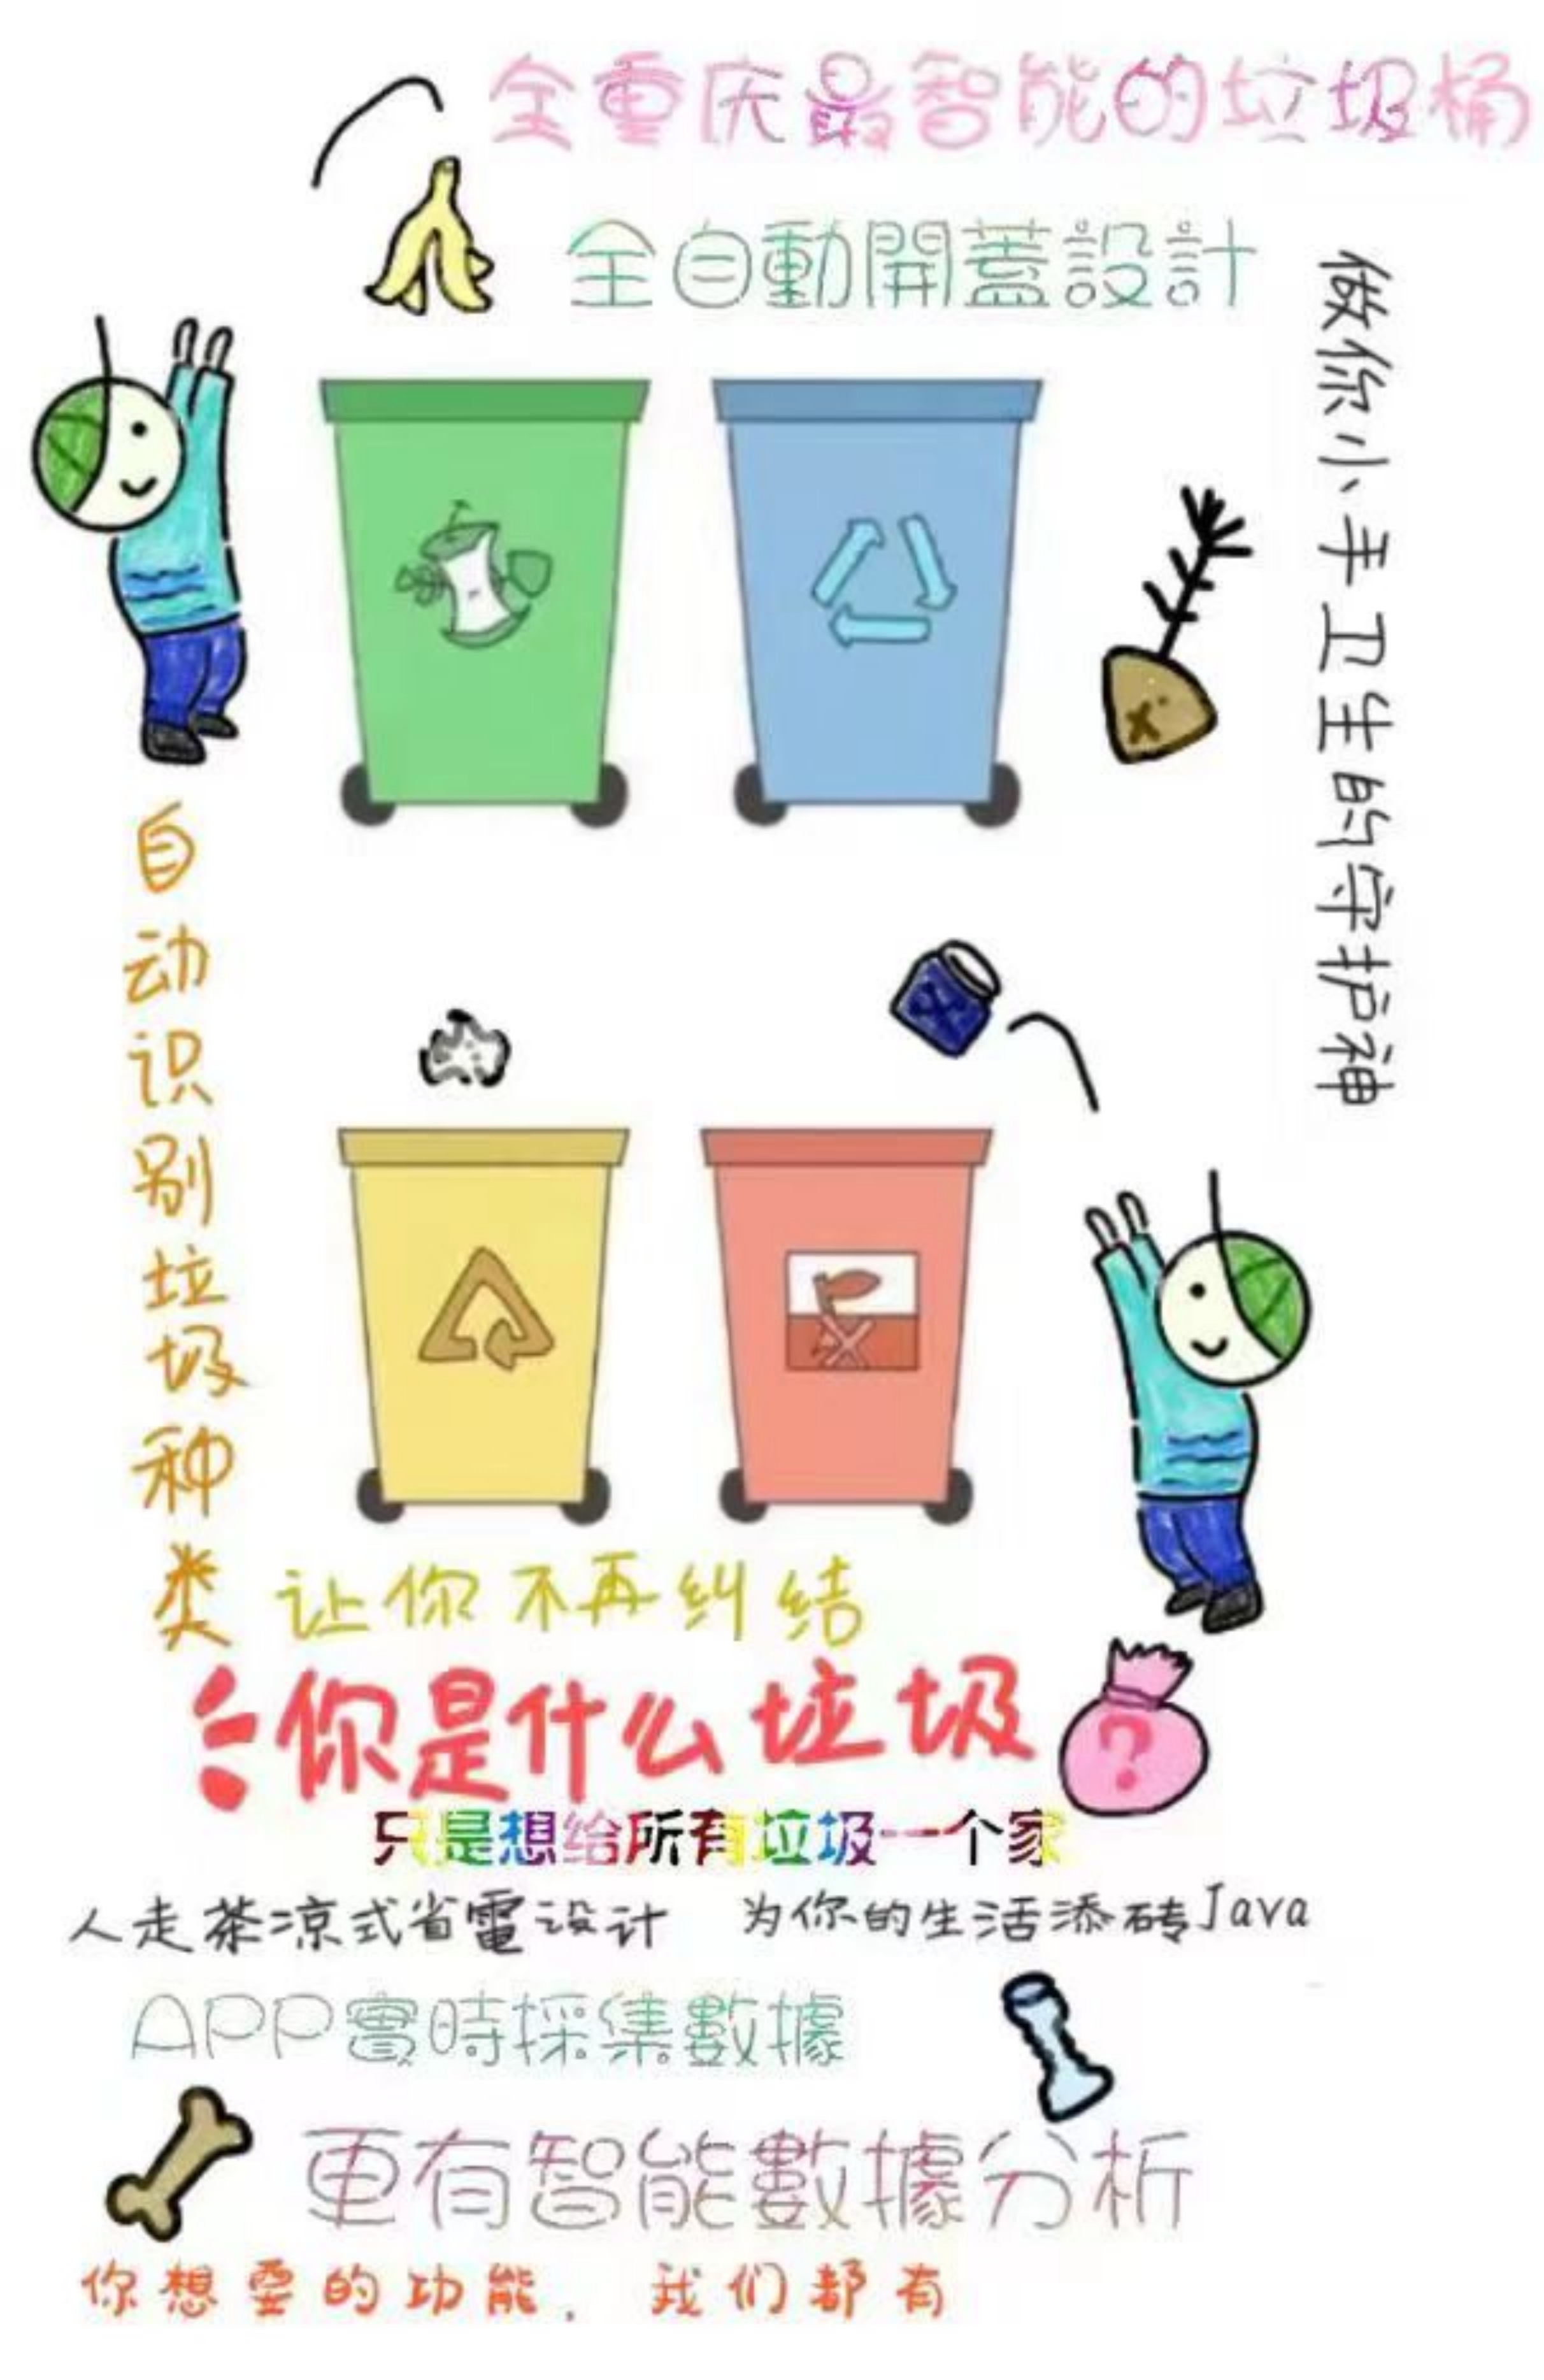 全重庆最智能的垃圾桶
全自動開蓋設計
做你小手卫生的守护神
自动识别垃圾种类
让你不再纠结
你是什么垃圾
?
只是想给所有垃圾一个家
人走茶凉式省電设计 为你的生活添砖Java
APP實時採集數據
更有智能數據分析
你想要的功能，我们都有